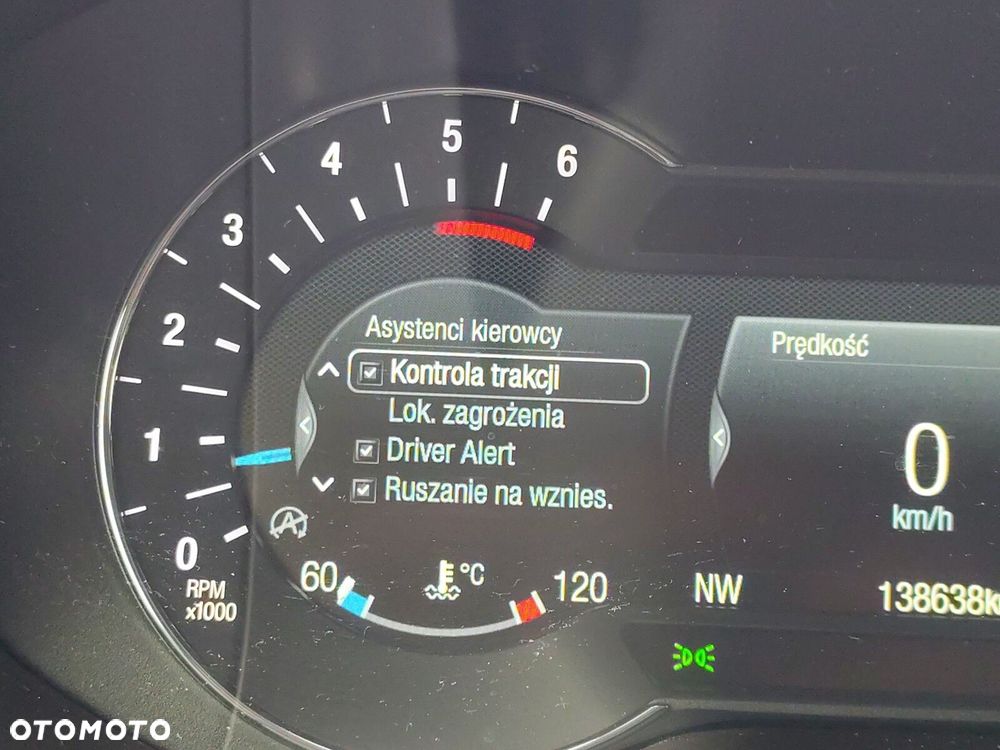 5
4
6
3
2
1
0
RPM
x1000
Asystenci kierowcy
Kontrola trakcji
Lok. zagrożenia
Driver Alert
Ruszanie na wznies.
A
60
°C
120
Prędkość
0
km/h
NW
138638k
OTOMOTO